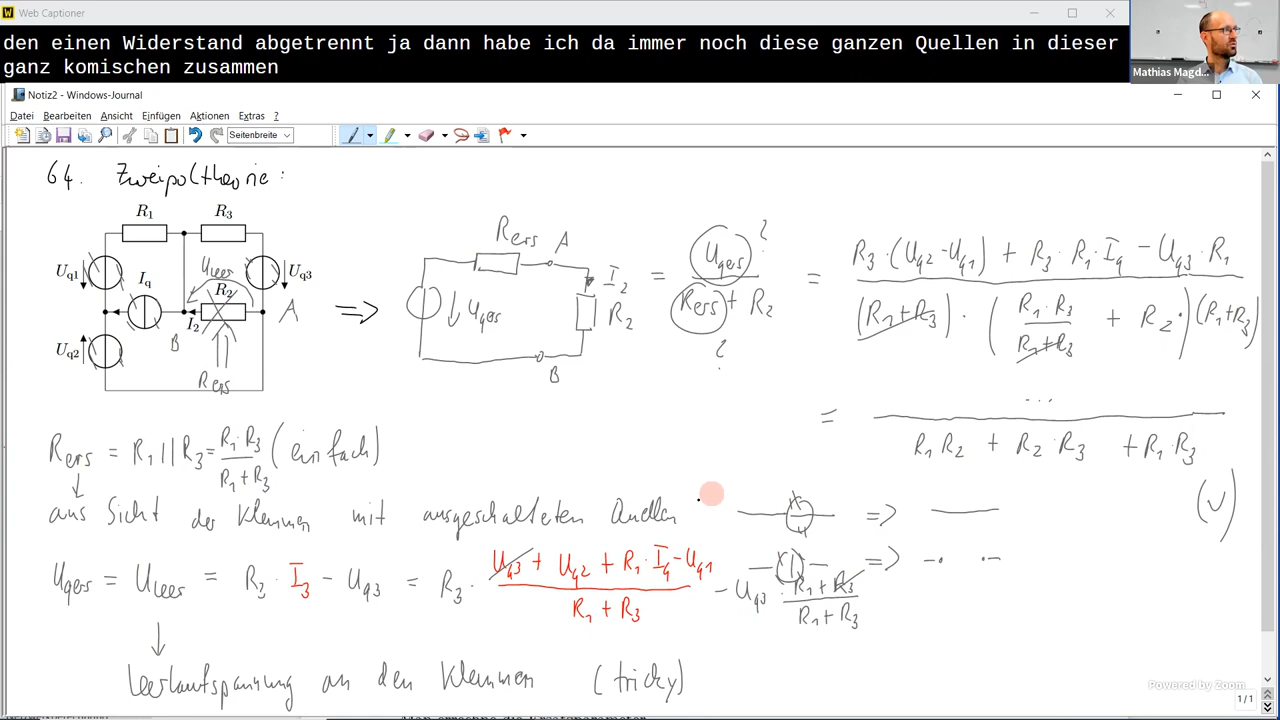 Web Captioner
den einen Widerstand abgetrennt ja dann habe ich da immer noch diese ganzen Quellen in dieser
ganz komischen zusammen
Mathias Magd...
Notiz2 - Windows-Journal
Datei Bearbeiten Ansicht Einfügen Aktionen Extras ?
Seitenbreite
64. Zweipoltheorie:
R1 R3
Uq1 Iq Uleer Uq3
R2 A
B I2
Uq2
Rers
=> Rers A
Uqers I2 R2
B
= Uqers ? / (Rers + R2) ?
= (R3·(Uq2-Uq1) + R3·R1·Iq - Uq3·R1) / ((R1+R3)·(R1·R3/(R1+R3) + R2·)(R1+R3))
= ... / (R1R2 + R2·R3 + R1·R3)
(√)
Rers = R1||R3 = R1·R3/(R1+R3) (einfach)
aus Sicht der Klemmen mit ausgeschalteten Quellen
=>
=>
Uqers = Uleer = R3·I3 - Uq3 = R3·(Uq3 + Uq2 + R1·Iq - Uq1)/(R1+R3) - Uq3·(R1+R3)/(R1+R3)
Leerlaufspannung an den Klemmen (tricky)
Powered by Zoom
1/1